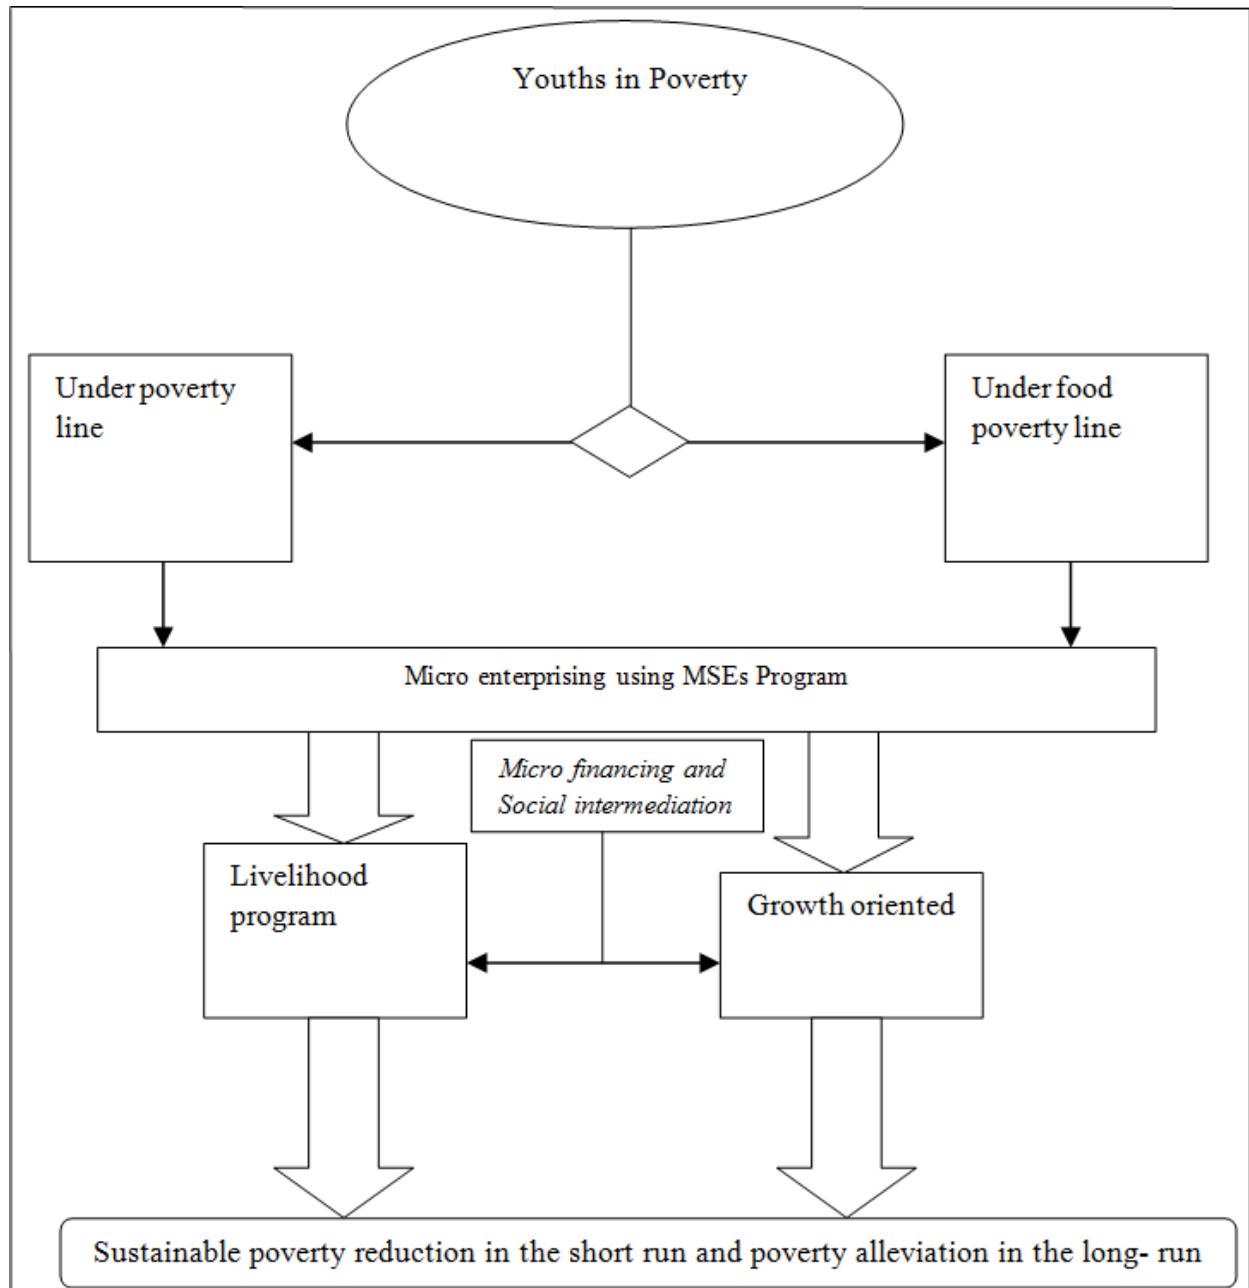 Youths in Poverty
Under poverty
line
Under food
poverty line
Micro enterprising using MSEs Program
Micro financing and
Social intermediation
Livelihood
program
Growth oriented
Sustainable poverty reduction in the short run and poverty alleviation in the long- run